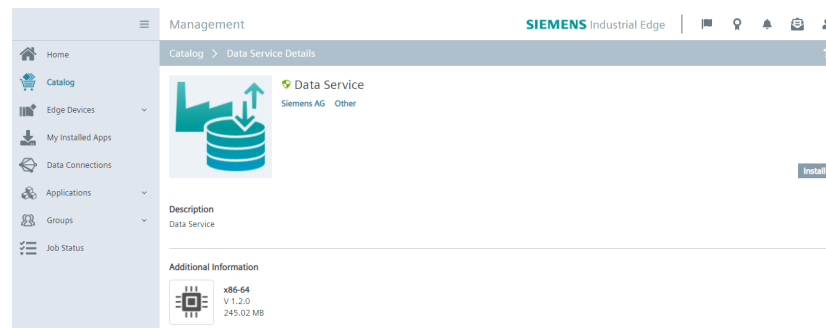 Management
SIEMENS Industrial Edge
Home
Catalog
Edge Devices
My Installed Apps
Data Connections
Applications
Groups
Job Status
Catalog > Data Service Details
Data Service
Siemens AG Other
Install
Description
Data Service
Additional Information
x86-64
V 1.2.0
245.02 MB